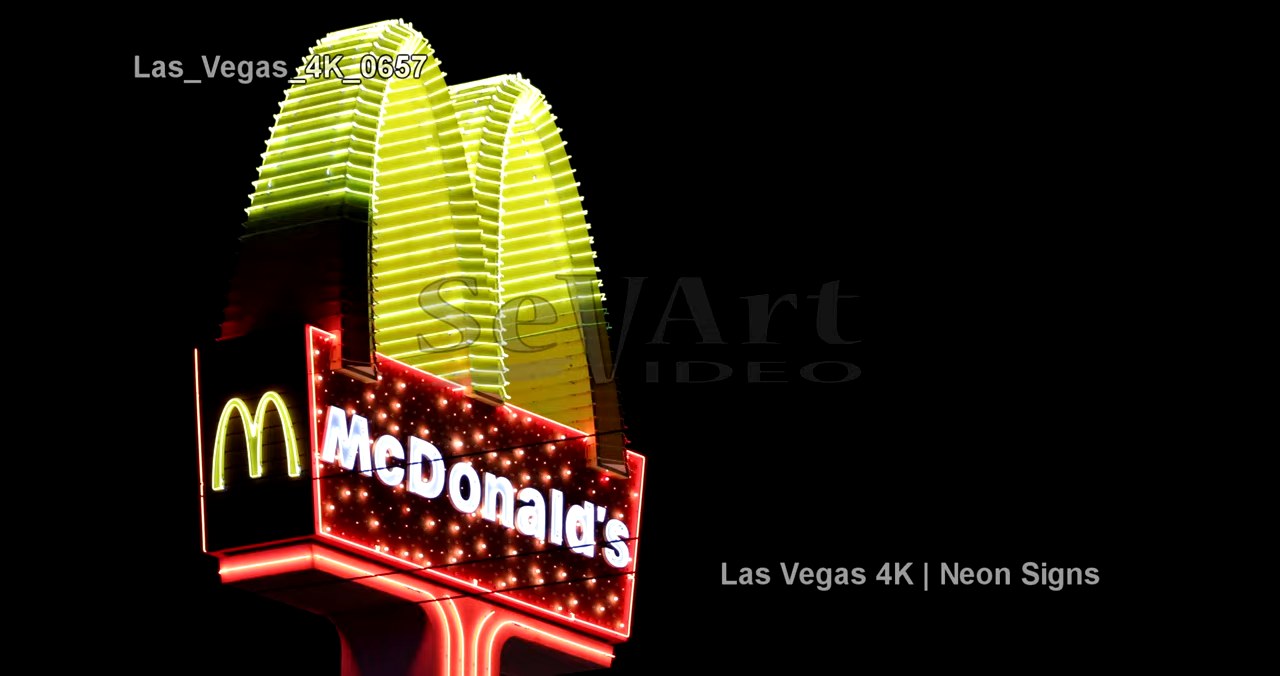 Las_Vegas_4K_0657
SeVArt
VIDEO
M
McDonald's
Las Vegas 4K | Neon Signs